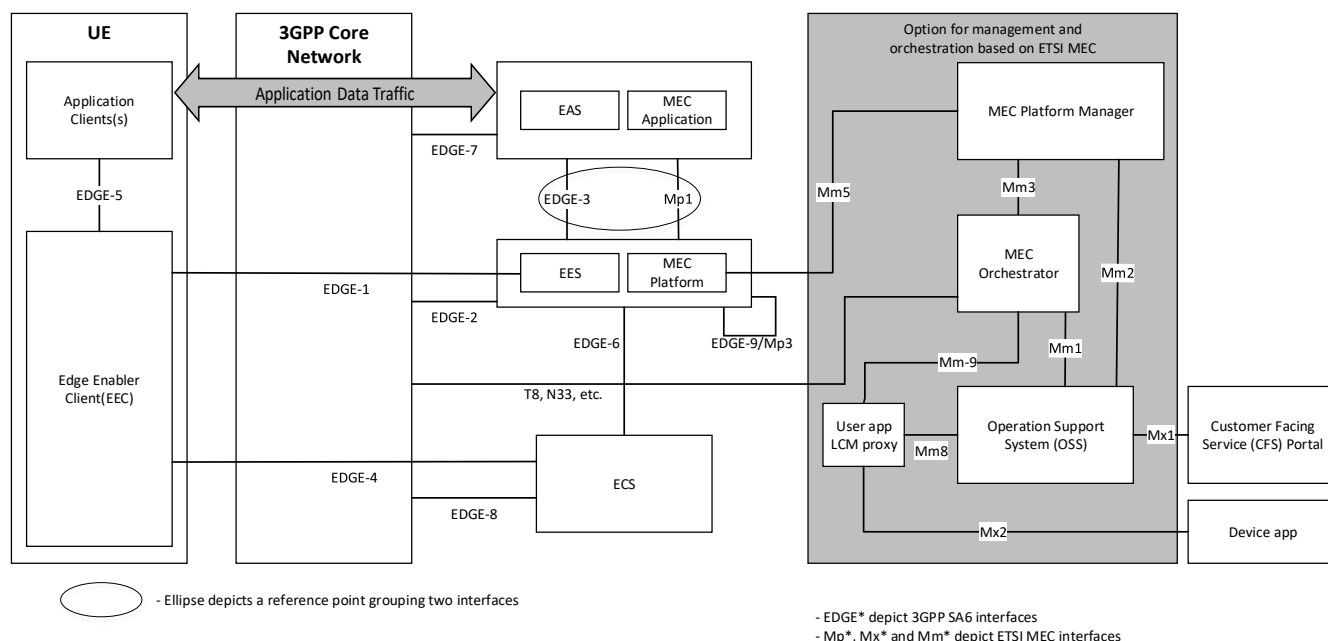 UE
3GPP Core
Network
Option for management and
orchestration based on ETSI MEC
Application
Clients(s)
Application Data Traffic
EAS
MEC
Application
MEC Platform Manager
EDGE-7
EDGE-5
EDGE-3
Mp1
Mm5
Mm3
Edge Enabler
Client(EEC)
EDGE-1
EES
MEC
Platform
MEC
Orchestrator
Mm2
EDGE-2
EDGE-6
EDGE-9/Mp3
Mm-9
Mm1
T8, N33, etc.
User app
LCM proxy
Mm8
Operation Support
System (OSS)
Mx1
Customer Facing
Service (CFS) Portal
EDGE-4
ECS
EDGE-8
Mx2
Device app
- Ellipse depicts a reference point grouping two interfaces
- EDGE* depict 3GPP SA6 interfaces
- Mp*, Mx* and Mm* depict ETSI MEC interfaces